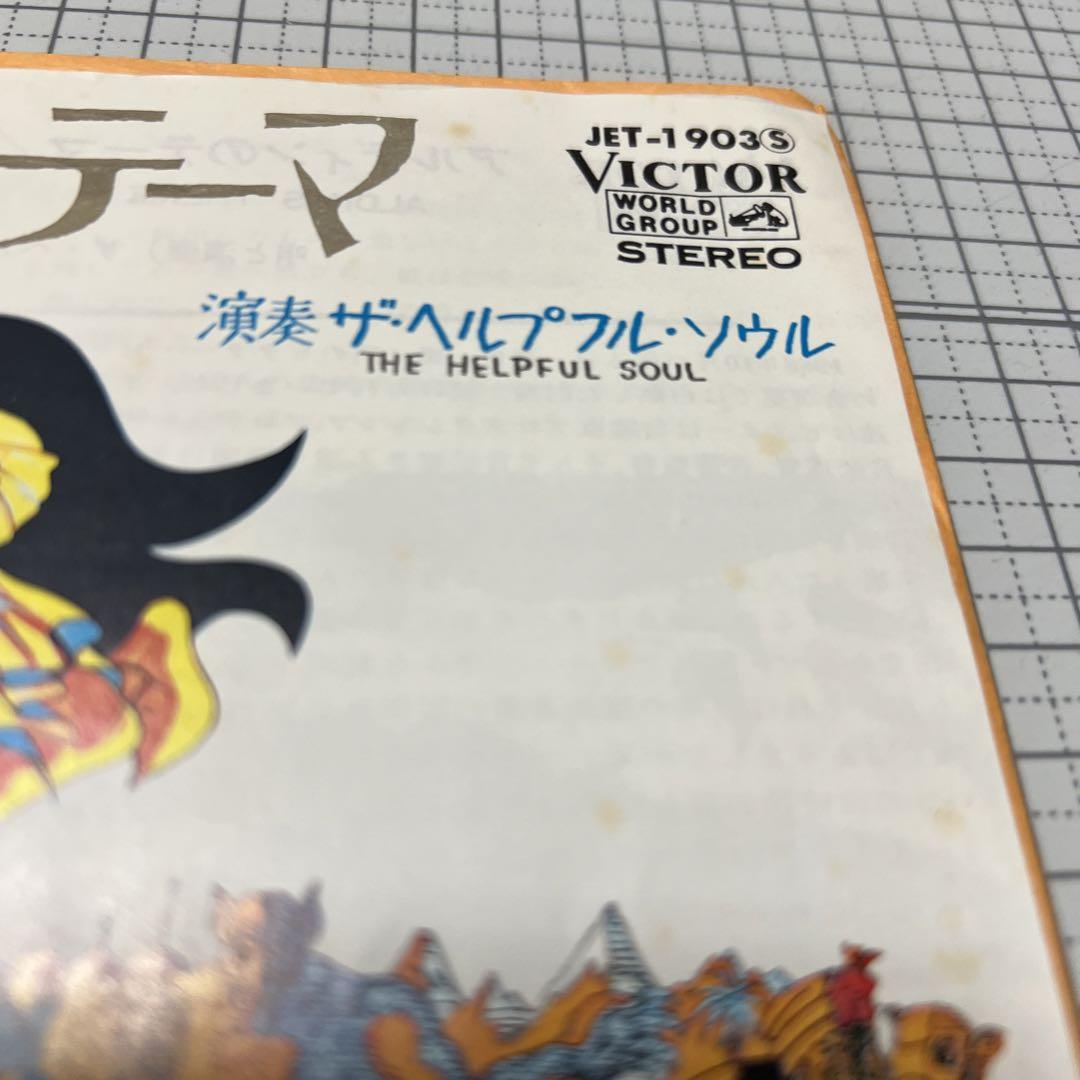 テーマ
JET-1903Ⓢ
VICTOR
WORLD
GROUP
STEREO
演奏 ザ・ヘルプフル・ソウル
THE HELPFUL SOUL